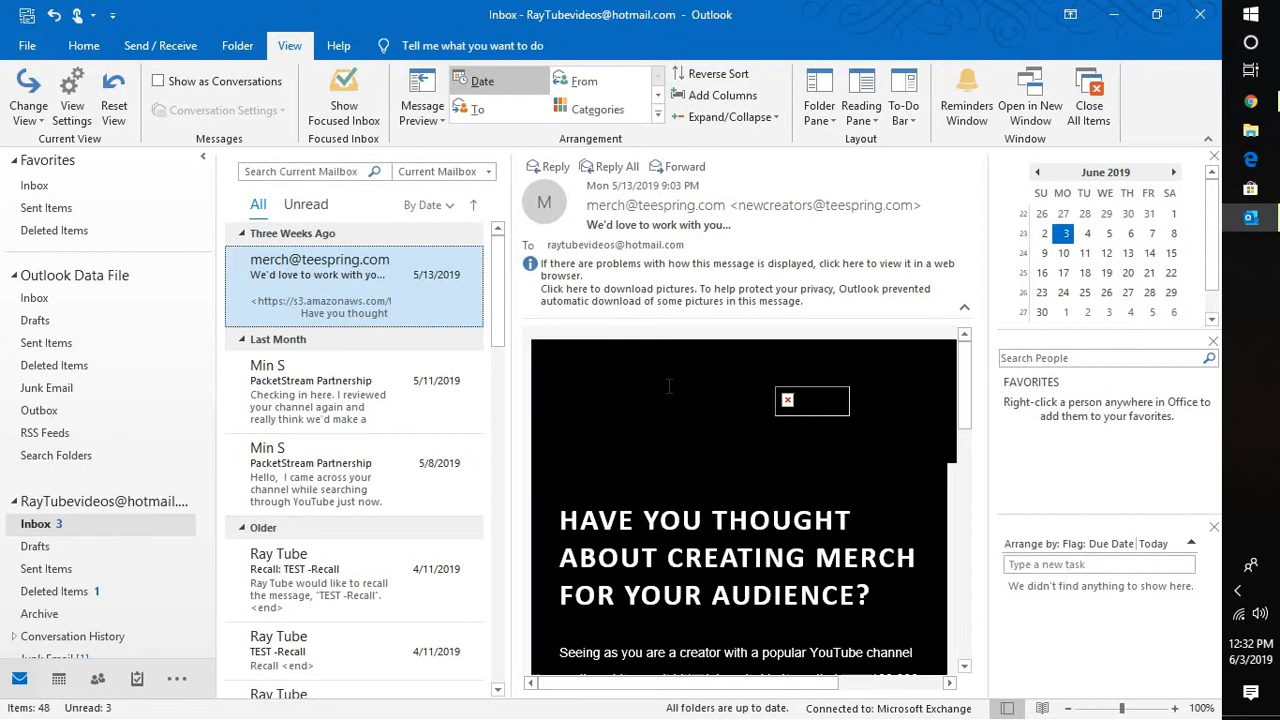 Inbox - RayTubevideos@hotmail.com - Outlook
File Home Send / Receive Folder View Help Tell me what you want to do
Change View
View Settings
Reset View
Current View
Show as Conversations
Conversation Settings
Messages
Show Focused Inbox
Focused Inbox
Message Preview
Date
From
To
Categories
Reverse Sort
Add Columns
Expand/Collapse
Arrangement
Folder Pane
Reading Pane
To-Do Bar
Layout
Reminders Window
Open in New Window
Close All Items
Window
Favorites
Inbox
Sent Items
Deleted Items
Outlook Data File
Inbox
Drafts
Sent Items
Deleted Items
Junk Email
Outbox
RSS Feeds
Search Folders
RayTubevideos@hotmail....
Inbox 3
Drafts
Sent Items
Deleted Items 1
Archive
Conversation History
Junk Email [1]
Search Current Mailbox
Current Mailbox
All Unread
By Date
Three Weeks Ago
merch@teespring.com
We'd love to work with yo... 5/13/2019
<https://s3.amazonaws.com/t
Have you thought
Last Month
Min S
PacketStream Partnership 5/11/2019
Checking in here. I reviewed
your channel again and
really think we'd make a
Min S
PacketStream Partnership 5/8/2019
Hello, I came across your
channel while searching
through YouTube just now.
Older
Ray Tube
Recall: TEST -Recall 4/11/2019
Ray Tube would like to recall
the message, "TEST -Recall".
<end>
Ray Tube
TEST -Recall 4/11/2019
Recall <end>
Ray Tube
Reply Reply All Forward
Mon 5/13/2019 9:03 PM
M
merch@teespring.com <newcreators@teespring.com>
We'd love to work with you...
To raytubevideos@hotmail.com
If there are problems with how this message is displayed, click here to view it in a web
browser.
Click here to download pictures. To help protect your privacy, Outlook prevented
automatic download of some pictures in this message.
HAVE YOU THOUGHT
ABOUT CREATING MERCH
FOR YOUR AUDIENCE?
Seeing as you are a creator with a popular YouTube channel
June 2019
SU MO TU WE TH FR SA
22 26 27 28 29 30 31 1
23 2 3 4 5 6 7 8
24 9 10 11 12 13 14 15
25 16 17 18 19 20 21 22
26 23 24 25 26 27 28 29
27 30 1 2 3 4 5 6
Search People
FAVORITES
Right-click a person anywhere in Office to
add them to your favorites.
Arrange by: Flag: Due Date Today
Type a new task
We didn't find anything to show here.
12:32 PM
6/3/2019
Items: 48 Unread: 3
All folders are up to date. Connected to: Microsoft Exchange
100%